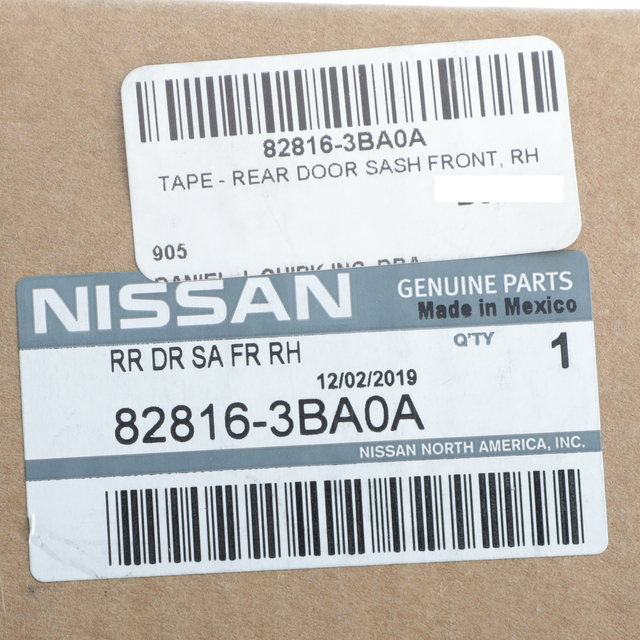 82816-3BA0A
TAPE - REAR DOOR SASH FRONT, RH
905
NISSAN
GENUINE PARTS
Made in Mexico
RR DR SA FR RH
Q'TY
1
12/02/2019
82816-3BA0A
NISSAN NORTH AMERICA, INC.